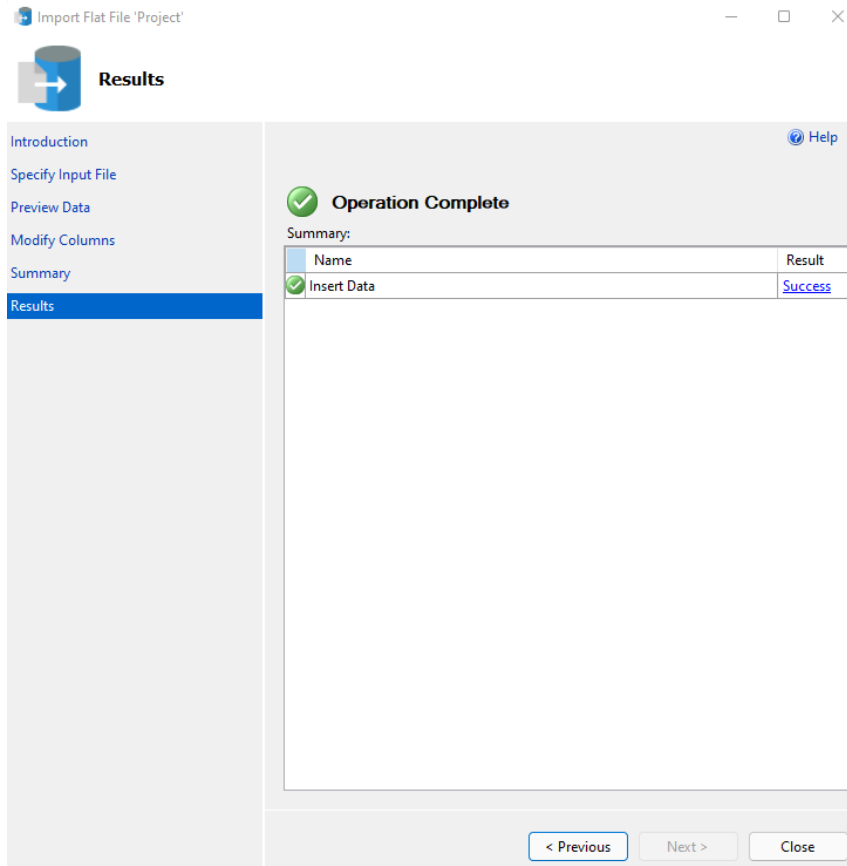 Import Flat File 'Project'
Results
Introduction
Specify Input File
Preview Data
Modify Columns
Summary
Results
Help
Operation Complete
Summary:
Name Result
Insert Data Success
< Previous Next > Close